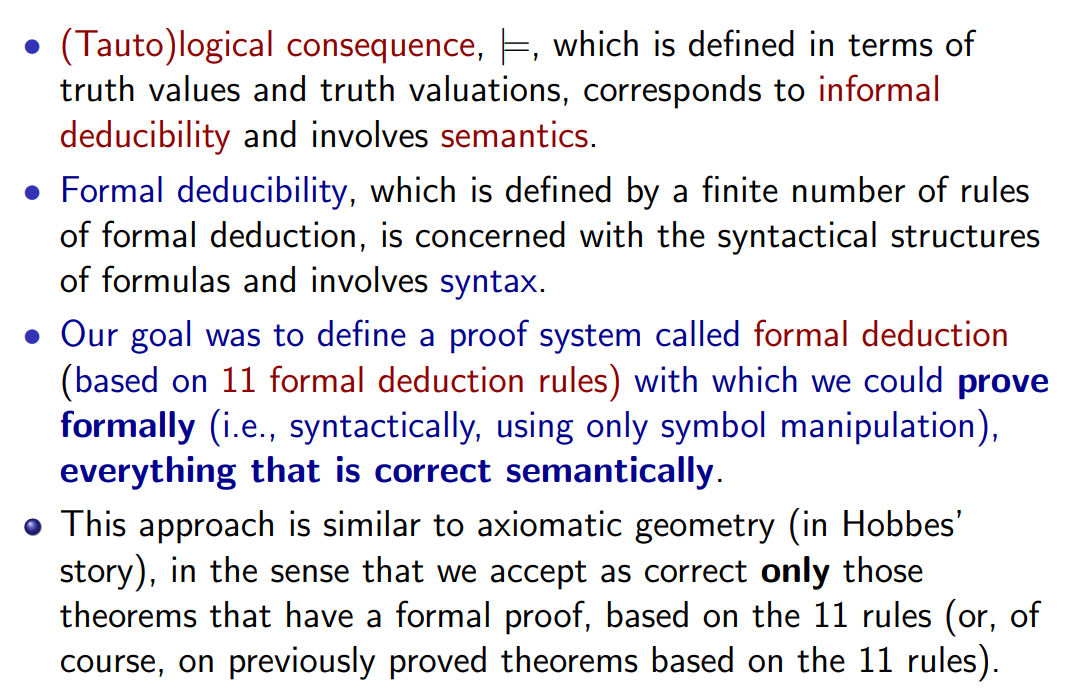 • (Tauto)logical consequence, ⊨, which is defined in terms of
truth values and truth valuations, corresponds to informal
deducibility and involves semantics.
• Formal deducibility, which is defined by a finite number of rules
of formal deduction, is concerned with the syntactical structures
of formulas and involves syntax.
• Our goal was to define a proof system called formal deduction
(based on 11 formal deduction rules) with which we could prove
formally (i.e., syntactically, using only symbol manipulation),
everything that is correct semantically.
• This approach is similar to axiomatic geometry (in Hobbes’
story), in the sense that we accept as correct only those
theorems that have a formal proof, based on the 11 rules (or, of
course, on previously proved theorems based on the 11 rules).